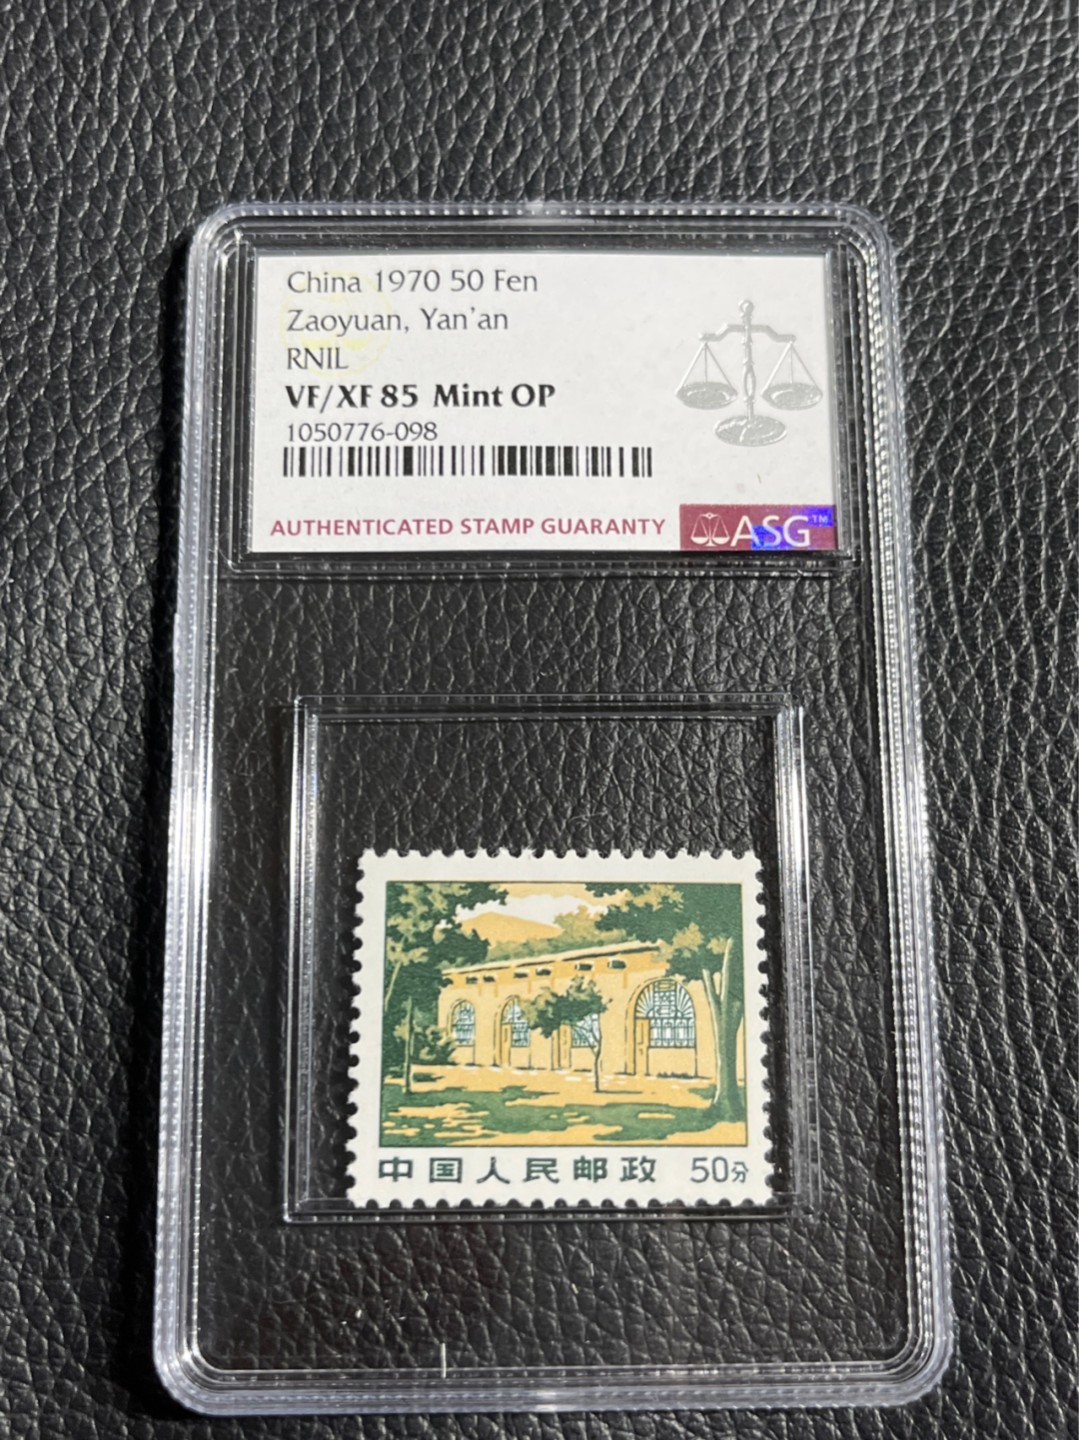 China 1970 50 Fen
Zaoyuan, Yan'an
RNIL
VF/XF 85 Mint OP
1050776-098
AUTHENTICATED STAMP GUARANTY
ASG™
中国人民邮政 50分